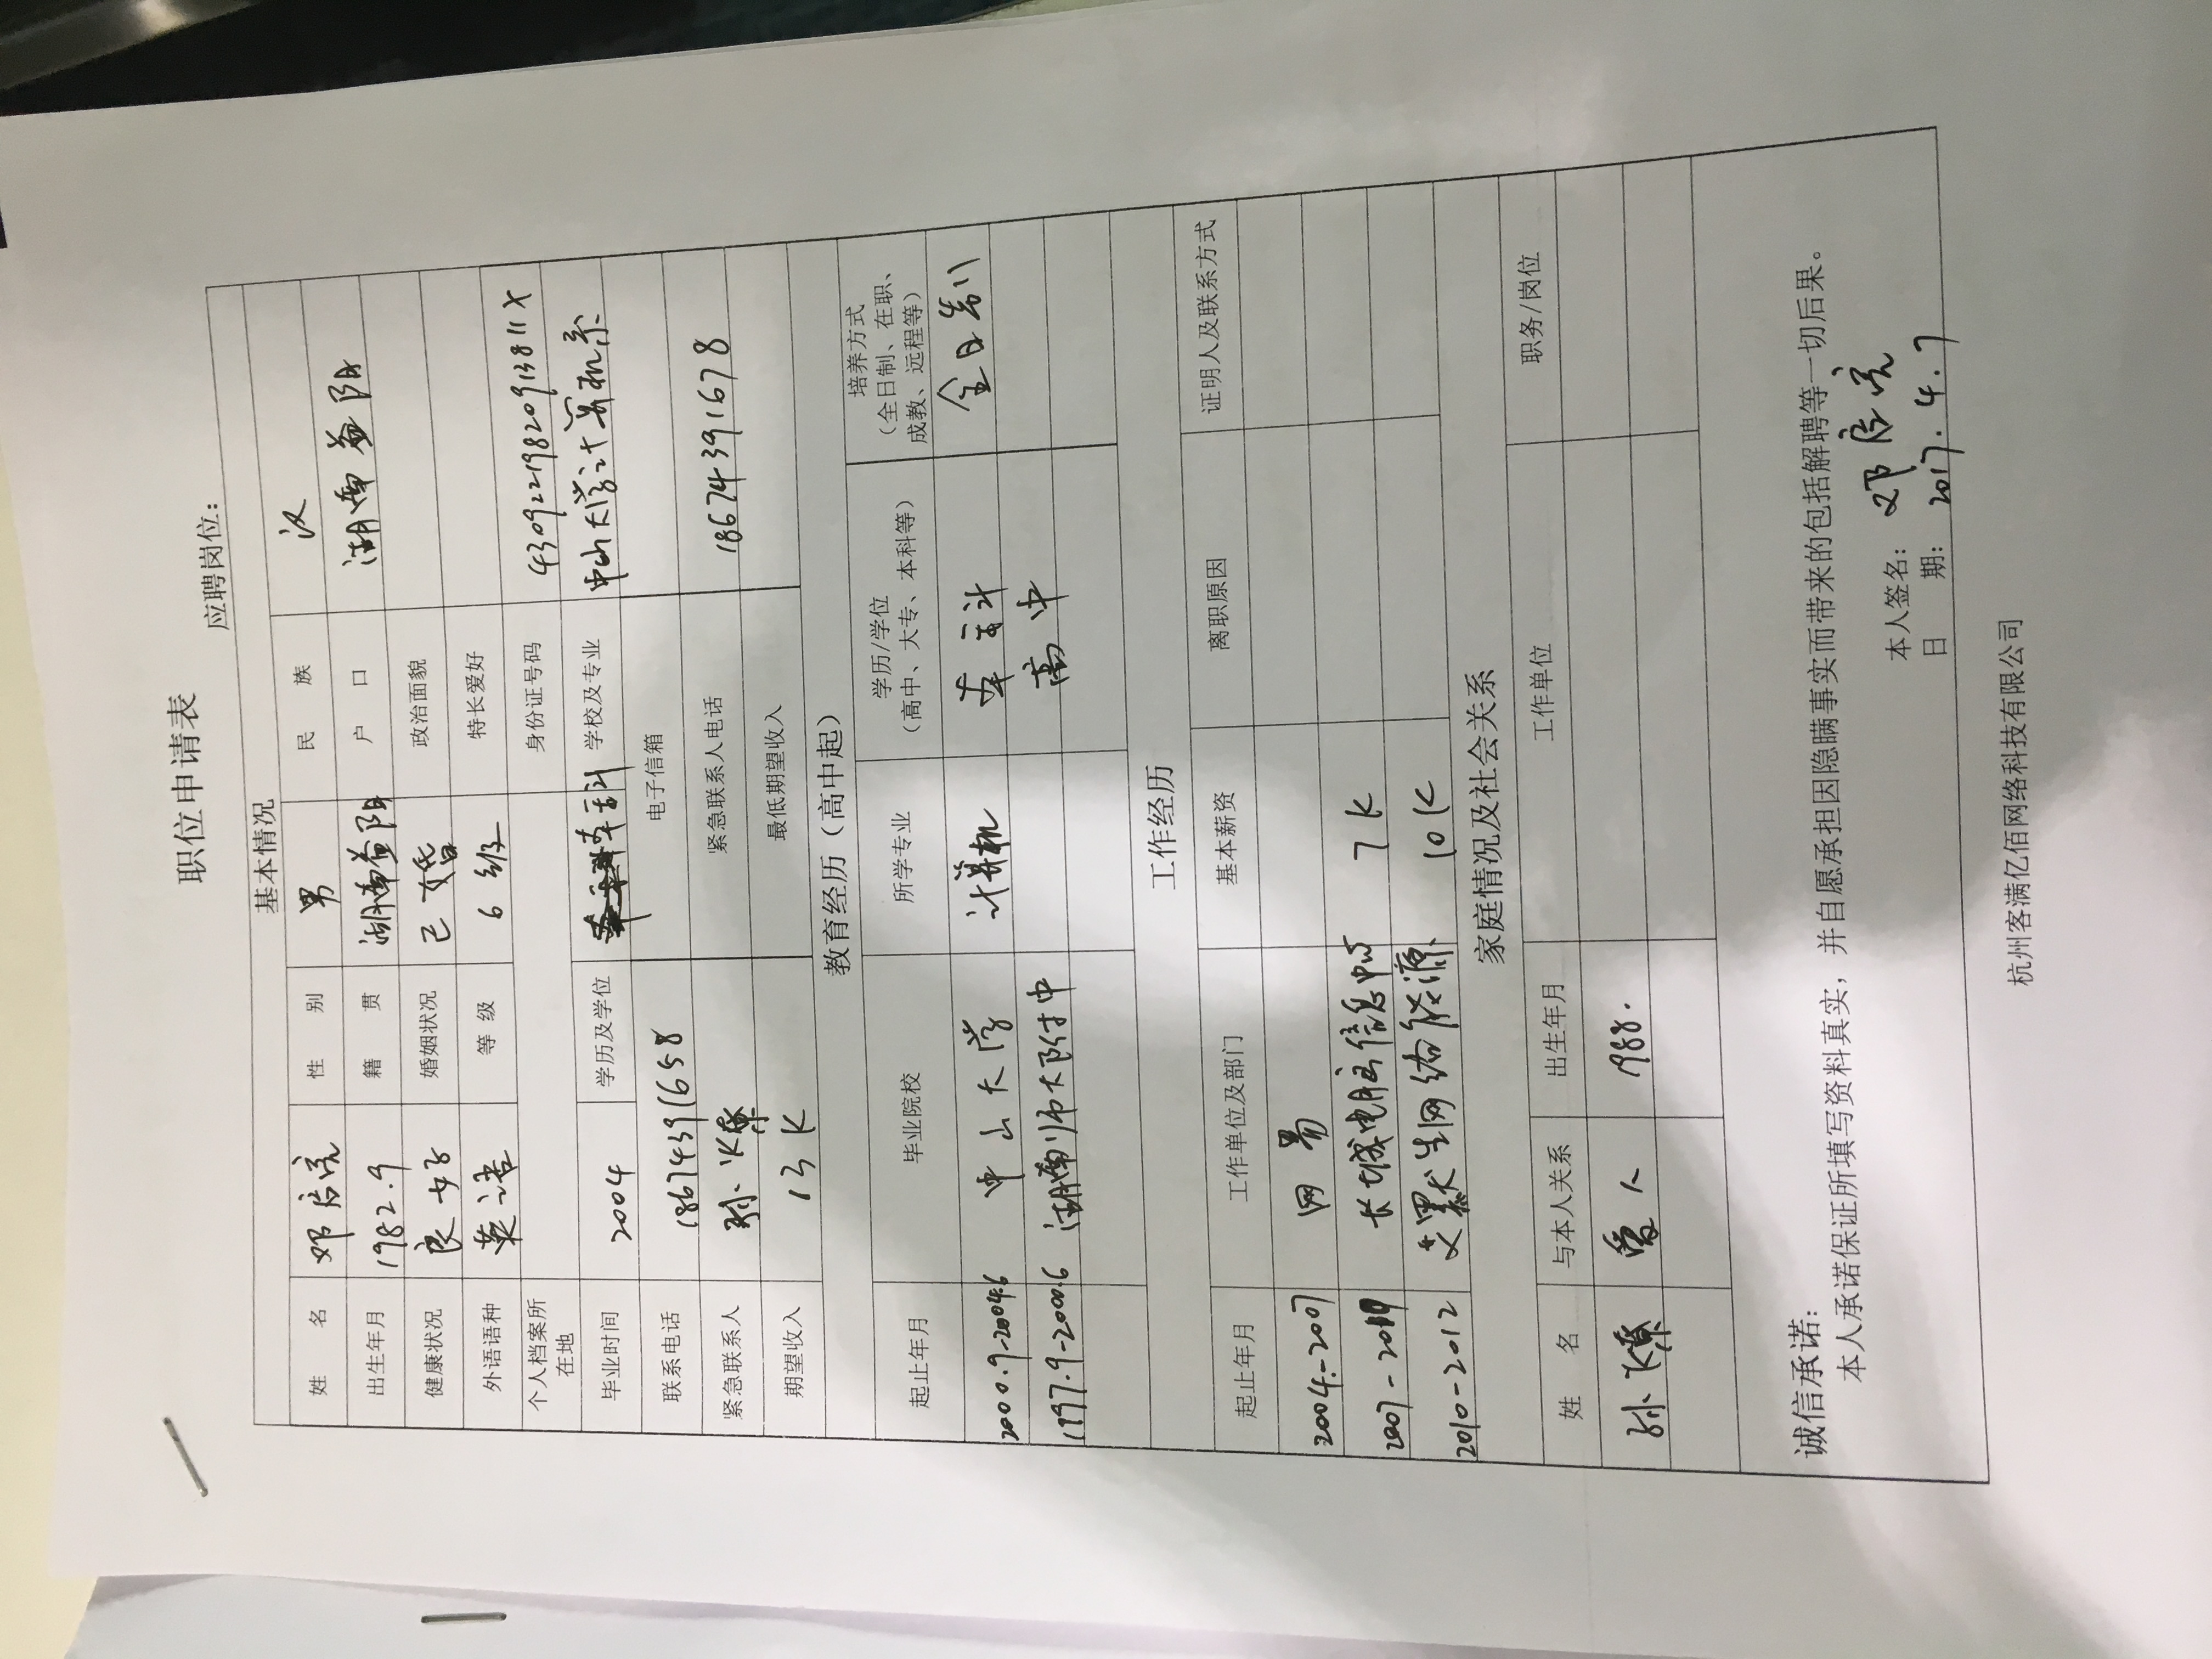 职位申请表
应聘岗位：
基本情况
姓 名 邓启亮 性 别 男 民 族 汉
出生年月 1982.9 籍 贯 湖南益阳 户 口 湖南益阳
健康状况 良好 婚姻状况 已婚 政治面貌
外语语种 英语 等 级 6级 特长爱好
个人档案所在地 身份证号码 43092219820913811X
毕业时间 2004 学历及学位 本科 学校及专业 中山大学计算机系
联系电话 18674391658 电子信箱
紧急联系人 孙燎 紧急联系人电话 18674391678
期望收入 13K 最低期望收入
教育经历（高中起）
起止年月 毕业院校 所学专业 学历/学位（高中、大专、本科等） 培养方式（全日制、在职、成教、远程等）
2000.9-2004.6 中山大学 计算机 本科 全日制
1997.9-2000.6 湖南师大附中 高中
工作经历
起止年月 工作单位及部门 基本薪资 离职原因 证明人及联系方式
2004.-2007 网易
2007- 长城电脑信息中心 7K
2010-2012 艾默生网络能源 10K
家庭情况及社会关系
姓 名 与本人关系 出生年月 工作单位 职务/岗位
孙燎 爱人 1988.
诚信承诺：
本人承诺保证所填写资料真实，并自愿承担因隐瞒事实而带来的包括解聘等一切后果。
本人签名： 邓启亮
日 期： 2017.4.7
杭州客满亿佰网络科技有限公司